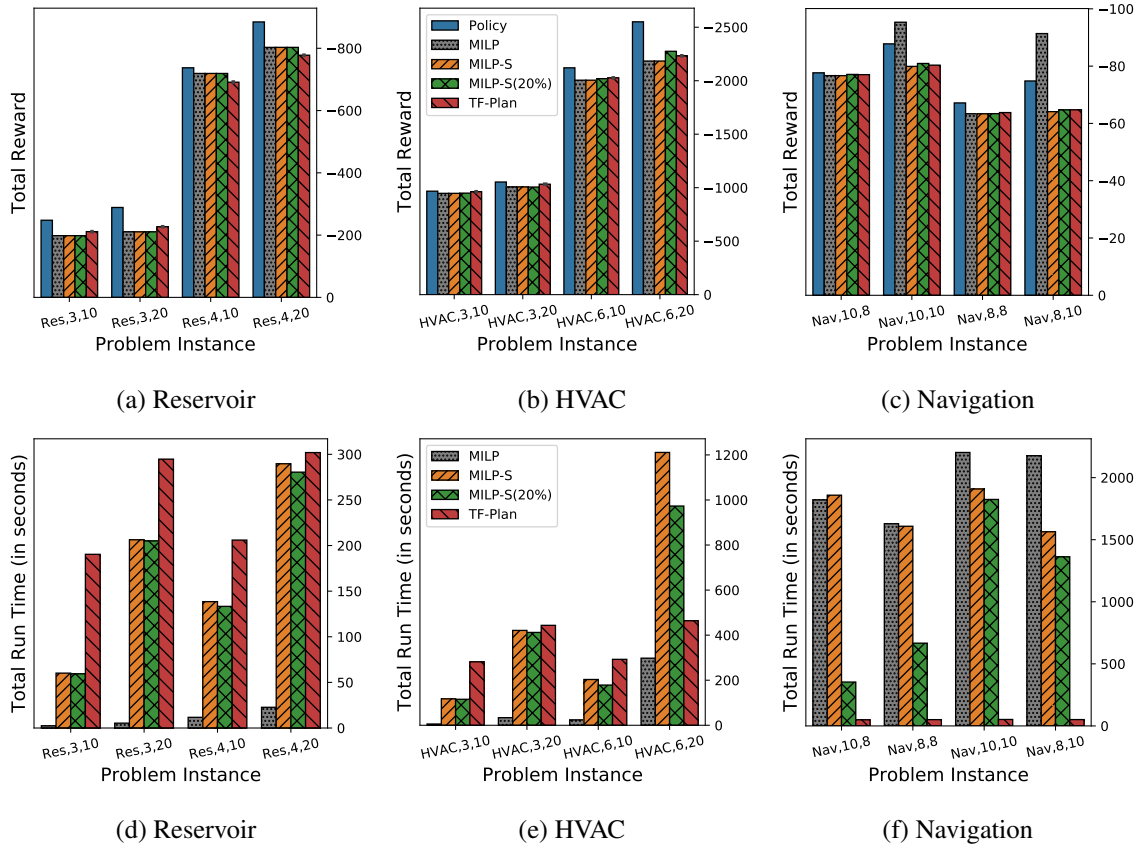 Total Reward
−800
−600
−400
−200
0
Res,3,10
Res,3,20
Res,4,10
Res,4,20
Problem Instance
(a) Reservoir
Total Reward
Policy
MILP
MILP-S
MILP-S(20%)
TF-Plan
−2500
−2000
−1500
−1000
−500
0
HVAC,3,10
HVAC,3,20
HVAC,6,10
HVAC,6,20
Problem Instance
(b) HVAC
Total Reward
−100
−80
−60
−40
−20
0
Nav,10,8
Nav,10,10
Nav,8,8
Nav,8,10
Problem Instance
(c) Navigation
Total Run Time (in seconds)
300
250
200
150
100
50
0
Res,3,10
Res,3,20
Res,4,10
Res,4,20
Problem Instance
(d) Reservoir
Total Run Time (in seconds)
MILP
MILP-S
MILP-S(20%)
TF-Plan
1200
1000
800
600
400
200
0
HVAC,3,10
HVAC,3,20
HVAC,6,10
HVAC,6,20
Problem Instance
(e) HVAC
Total Run Time (in seconds)
2000
1500
1000
500
0
Nav,10,8
Nav,8,8
Nav,10,10
Nav,8,10
Problem Instance
(f) Navigation